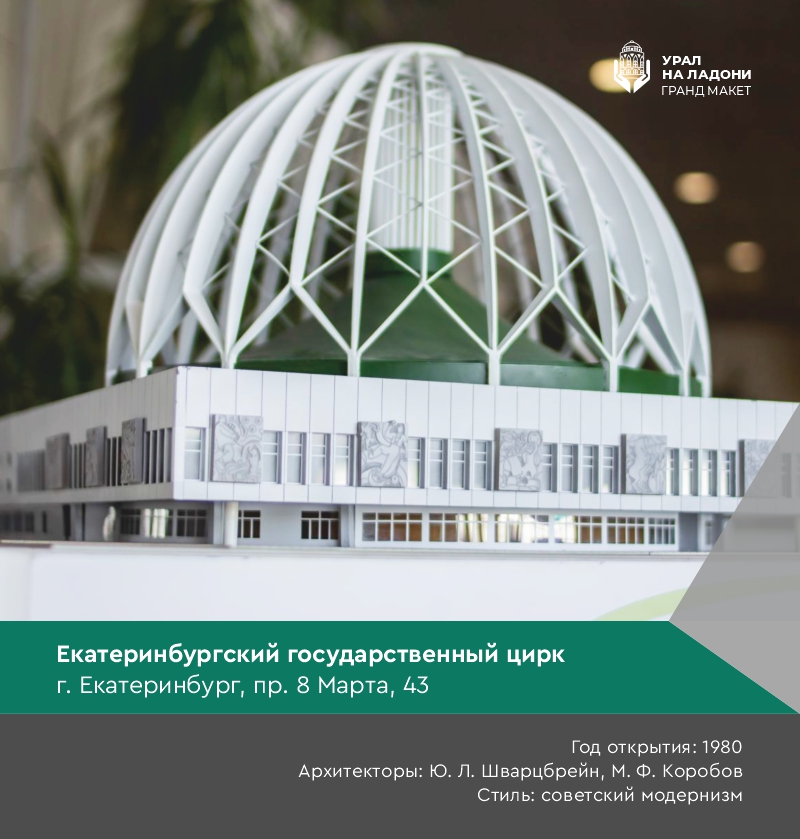 УРАЛ
НА ЛАДОНИ
ГРАНД МАКЕТ
Екатеринбургский государственный цирк
г. Екатеринбург, пр. 8 Марта, 43
Год открытия: 1980
Архитекторы: Ю. Л. Шварцбрейн, М. Ф. Коробов
Стиль: советский модернизм